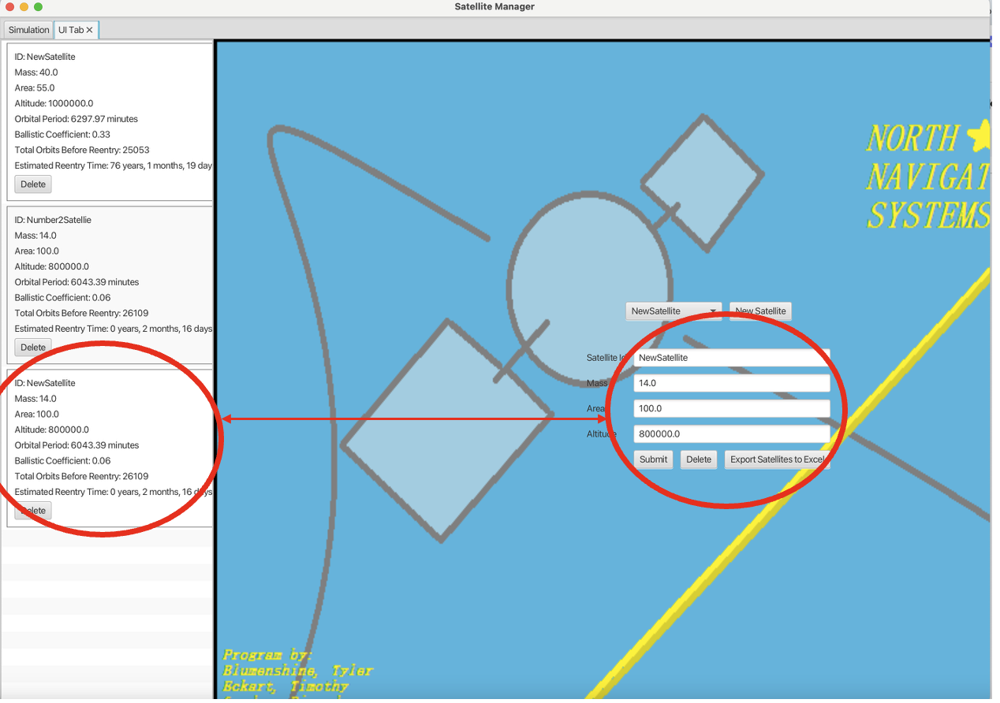 Satellite Manager
Simulation
UI Tab ✕
ID: NewSatellite
Mass: 40.0
Area: 55.0
Altitude: 1000000.0
Orbital Period: 6297.97 minutes
Ballistic Coefficient: 0.33
Total Orbits Before Reentry: 25053
Estimated Reentry Time: 76 years, 1 months, 19 day
Delete
ID: Number2Satellie
Mass: 14.0
Area: 100.0
Altitude: 800000.0
Orbital Period: 6043.39 minutes
Ballistic Coefficient: 0.06
Total Orbits Before Reentry: 26109
Estimated Reentry Time: 0 years, 2 months, 16 days
Delete
ID: NewSatellite
Mass: 14.0
Area: 100.0
Altitude: 800000.0
Orbital Period: 6043.39 minutes
Ballistic Coefficient: 0.06
Total Orbits Before Reentry: 26109
Estimated Reentry Time: 0 years, 2 months, 16 days
Delete
NORTH
NAVIGAT
SYSTEMS
NewSatellite
New Satellite
Satellite Id
NewSatellite
Mass
14.0
Area
100.0
Altitude
800000.0
Submit
Delete
Export Satellites to Excel
Program by:
Blumenshine, Tyler
Eckart, Timothy